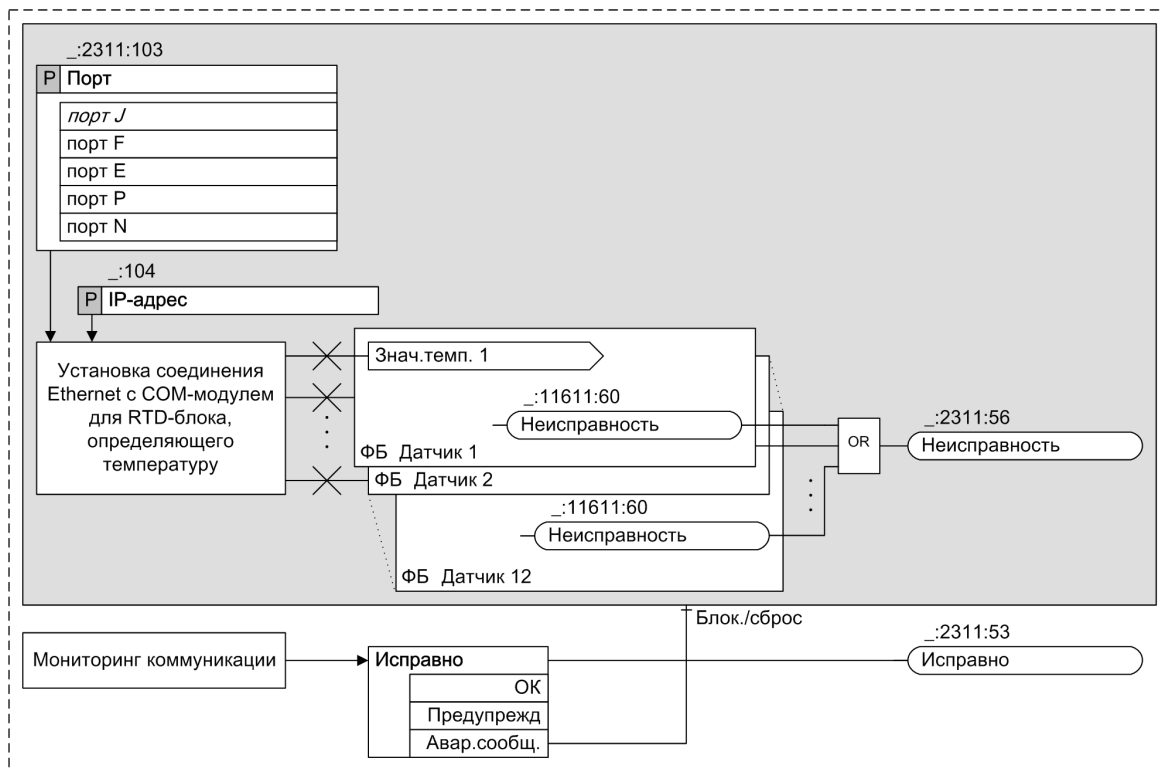 _:2311:103
P Порт
порт J
порт F
порт E
порт P
порт N
_:104
P IP-адрес
Установка соединения
Ethernet с COM-модулем
для RTD-блока,
определяющего
температуру
Знач.темп. 1
_:11611:60
Неисправность
ФБ Датчик 1
ФБ Датчик 2
_:11611:60
Неисправность
ФБ Датчик 12
OR
_:2311:56
Неисправность
Блок./сброс
Мониторинг коммуникации
Исправно
ОК
Предупрежд
Авар.сообщ.
_:2311:53
Исправно